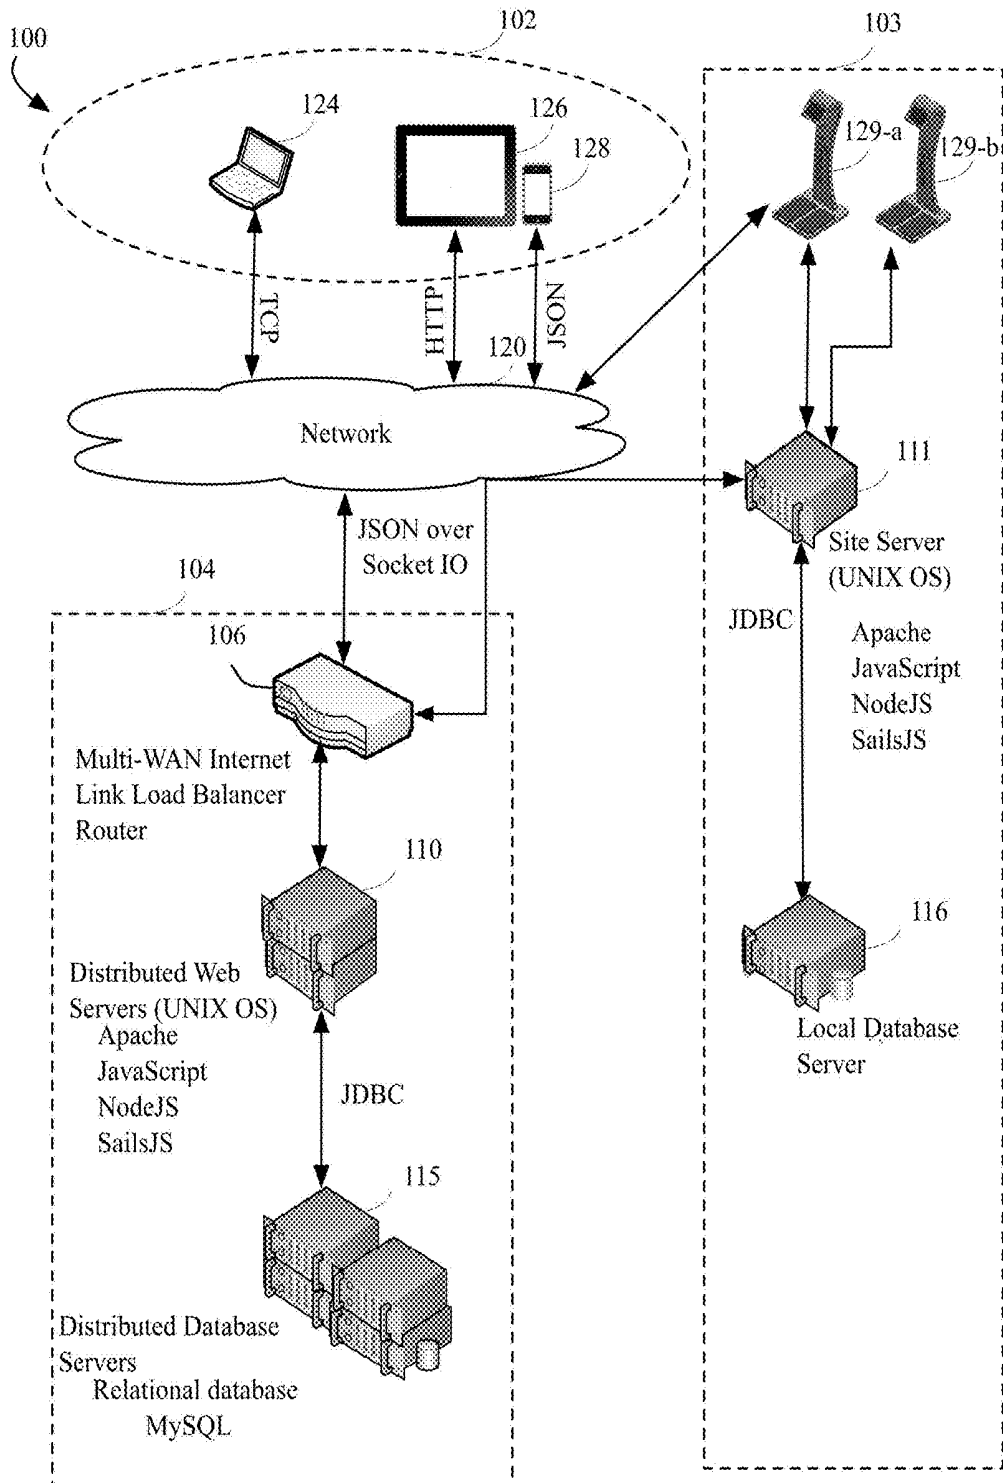 100
102
103
124
126
128
129-a
129-b
TCP
HTTP
JSON
120
Network
111
JSON over
Socket IO
Site Server
(UNIX OS)
104
106
JDBC
Apache
JavaScript
NodeJS
SailsJS
Multi-WAN Internet
Link Load Balancer
Router
110
116
Distributed Web
Servers (UNIX OS)
Apache
JavaScript
NodeJS
SailsJS
Local Database
Server
JDBC
115
Distributed Database
Servers
Relational database
MySQL